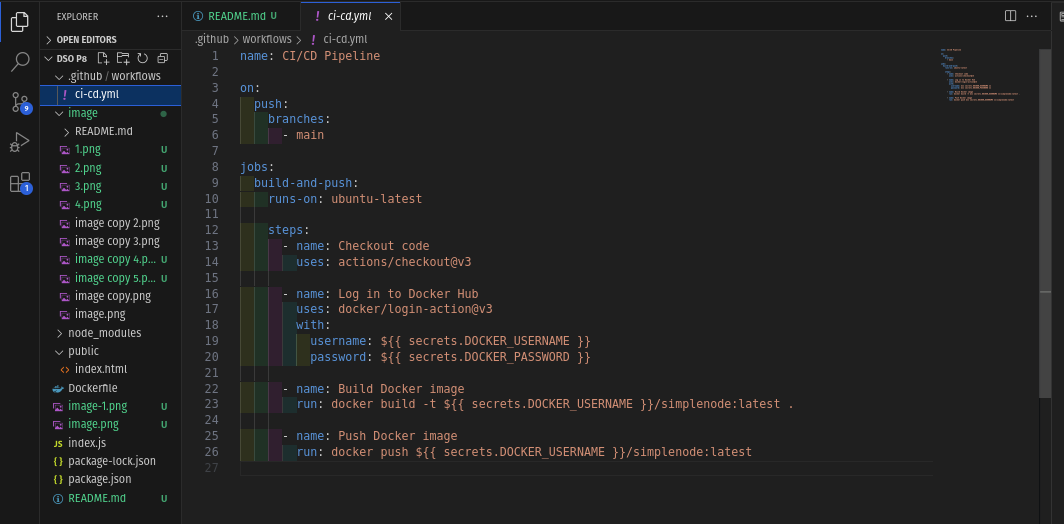 EXPLORER
OPEN EDITORS
DSO P8
.github / workflows
! ci-cd.yml
image
README.md
1.png U
2.png U
3.png U
4.png U
image copy 2.png
image copy 3.png
image copy 4.p... U
image copy 5.p... U
image copy.png
image.png
node_modules
public
<> index.html
Dockerfile
image-1.png U
image.png U
JS index.js
{} package-lock.json
{} package.json
README.md U
9
1
README.md U
! ci-cd.yml
.github > workflows > ! ci-cd.yml
1 name: CI/CD Pipeline
2
3 on:
4   push:
5     branches:
6       - main
7
8 jobs:
9   build-and-push:
10     runs-on: ubuntu-latest
11
12     steps:
13       - name: Checkout code
14         uses: actions/checkout@v3
15
16       - name: Log in to Docker Hub
17         uses: docker/login-action@v3
18         with:
19           username: ${{ secrets.DOCKER_USERNAME }}
20           password: ${{ secrets.DOCKER_PASSWORD }}
21
22       - name: Build Docker image
23         run: docker build -t ${{ secrets.DOCKER_USERNAME }}/simplenode:latest .
24
25       - name: Push Docker image
26         run: docker push ${{ secrets.DOCKER_USERNAME }}/simplenode:latest
27